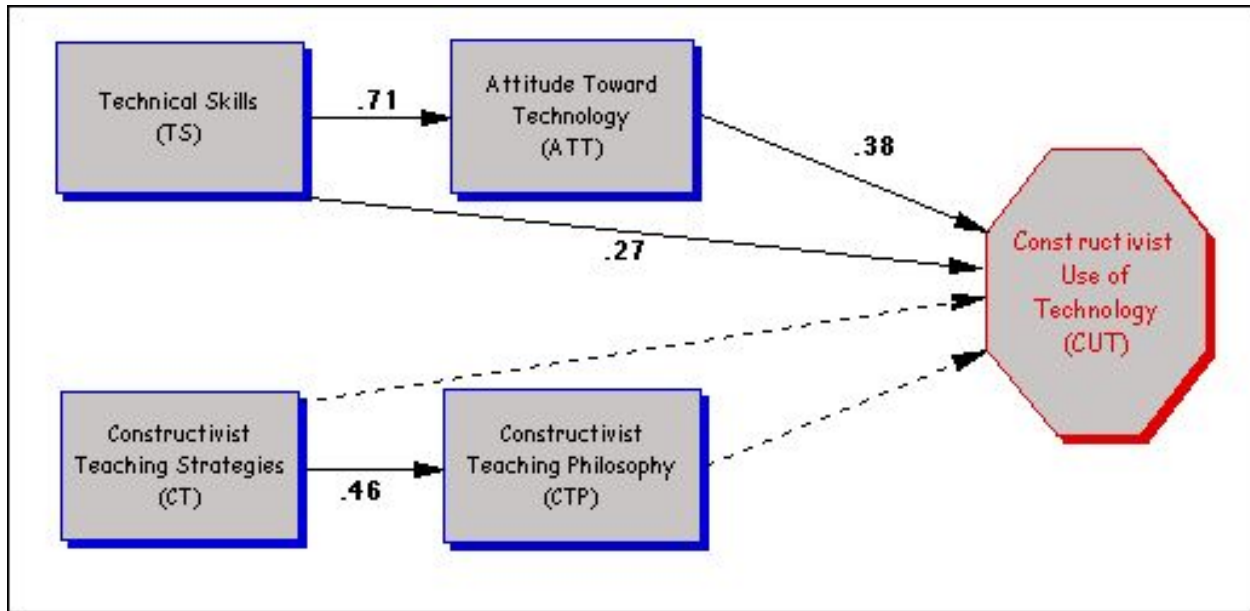 Technical Skills
(TS)
.71
Attitude Toward
Technology
(ATT)
.38
.27
Constructivist
Use of
Technology
(CUT)
Constructivist
Teaching Strategies
(CT)
.46
Constructivist
Teaching Philosophy
(CTP)